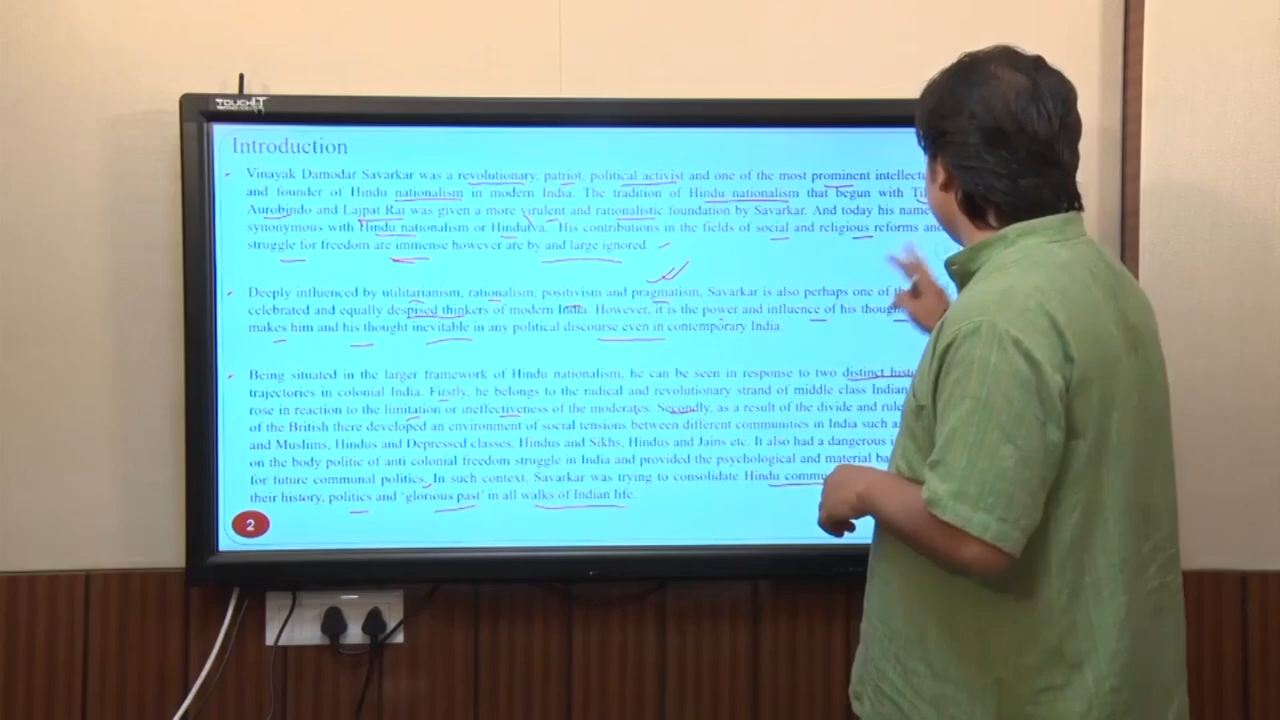 TOUCHIT
Introduction
Vinayak Damodar Savarkar was a revolutionary, patriot, political activist and one of the most prominent
and founder of Hindu nationalism in modern India. The tradition of Hindu nationalism that begun with
Aurobindo and Lajpat Rai was given a more virulent and rationalistic foundation by Savarkar. And today his name
synonymous with Hindu nationalism or Hindutva. His contributions in the fields of social and religious reforms
struggle for freedom are immense however are by and large ignored.
Deeply influenced by utilitarianism, rationalism, positivism and pragmatism, Savarkar is also perhaps one of
celebrated and equally despised thinkers of modern India. However, it is the power and influence of his
makes him and his thought inevitable in any political discourse even in contemporary India.
Being situated in the larger framework of Hindu nationalism, he can be seen in response to two distinct
trajectories in colonial India. Firstly, he belongs to the radical and revolutionary strand of middle class
rose in reaction to the limitation or ineffectiveness of the moderates. Secondly, as a result of the divide and
of the British there developed an environment of social tensions between different communities in India such
and Muslims, Hindus and Depressed classes, Hindus and Sikhs, Hindus and Jains etc. It also had a dangerous
on the body politic of anti colonial freedom struggle in India and provided the psychological and material
for future communal politics. In such context, Savarkar was trying to consolidate Hindu
their history, politics and 'glorious past' in all walks of Indian life.
2